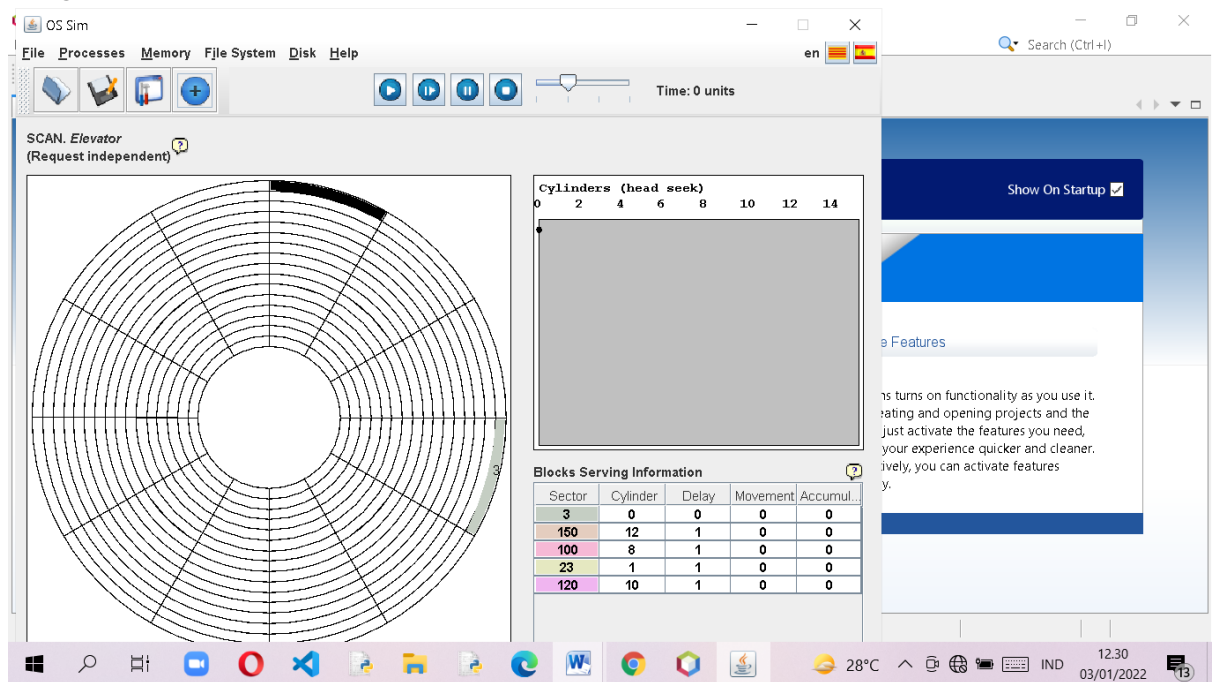 OS Sim
Search (Ctrl+I)
File Processes Memory File System Disk Help
en
Time: 0 units
SCAN. Elevator
(Request independent)
?
Cylinders (head seek)
0 2 4 6 8 10 12 14
Show On Startup
3
e Features
ns turns on functionality as you use it.
eating and opening projects and the
just activate the features you need,
your experience quicker and cleaner.
tively, you can activate features
y.
Blocks Serving Information
?
Sector Cylinder Delay Movement Accumul...
3 0 0 0 0
150 12 1 0 0
100 8 1 0 0
23 1 1 0 0
120 10 1 0 0
28°C
IND
12.30
03/01/2022
13